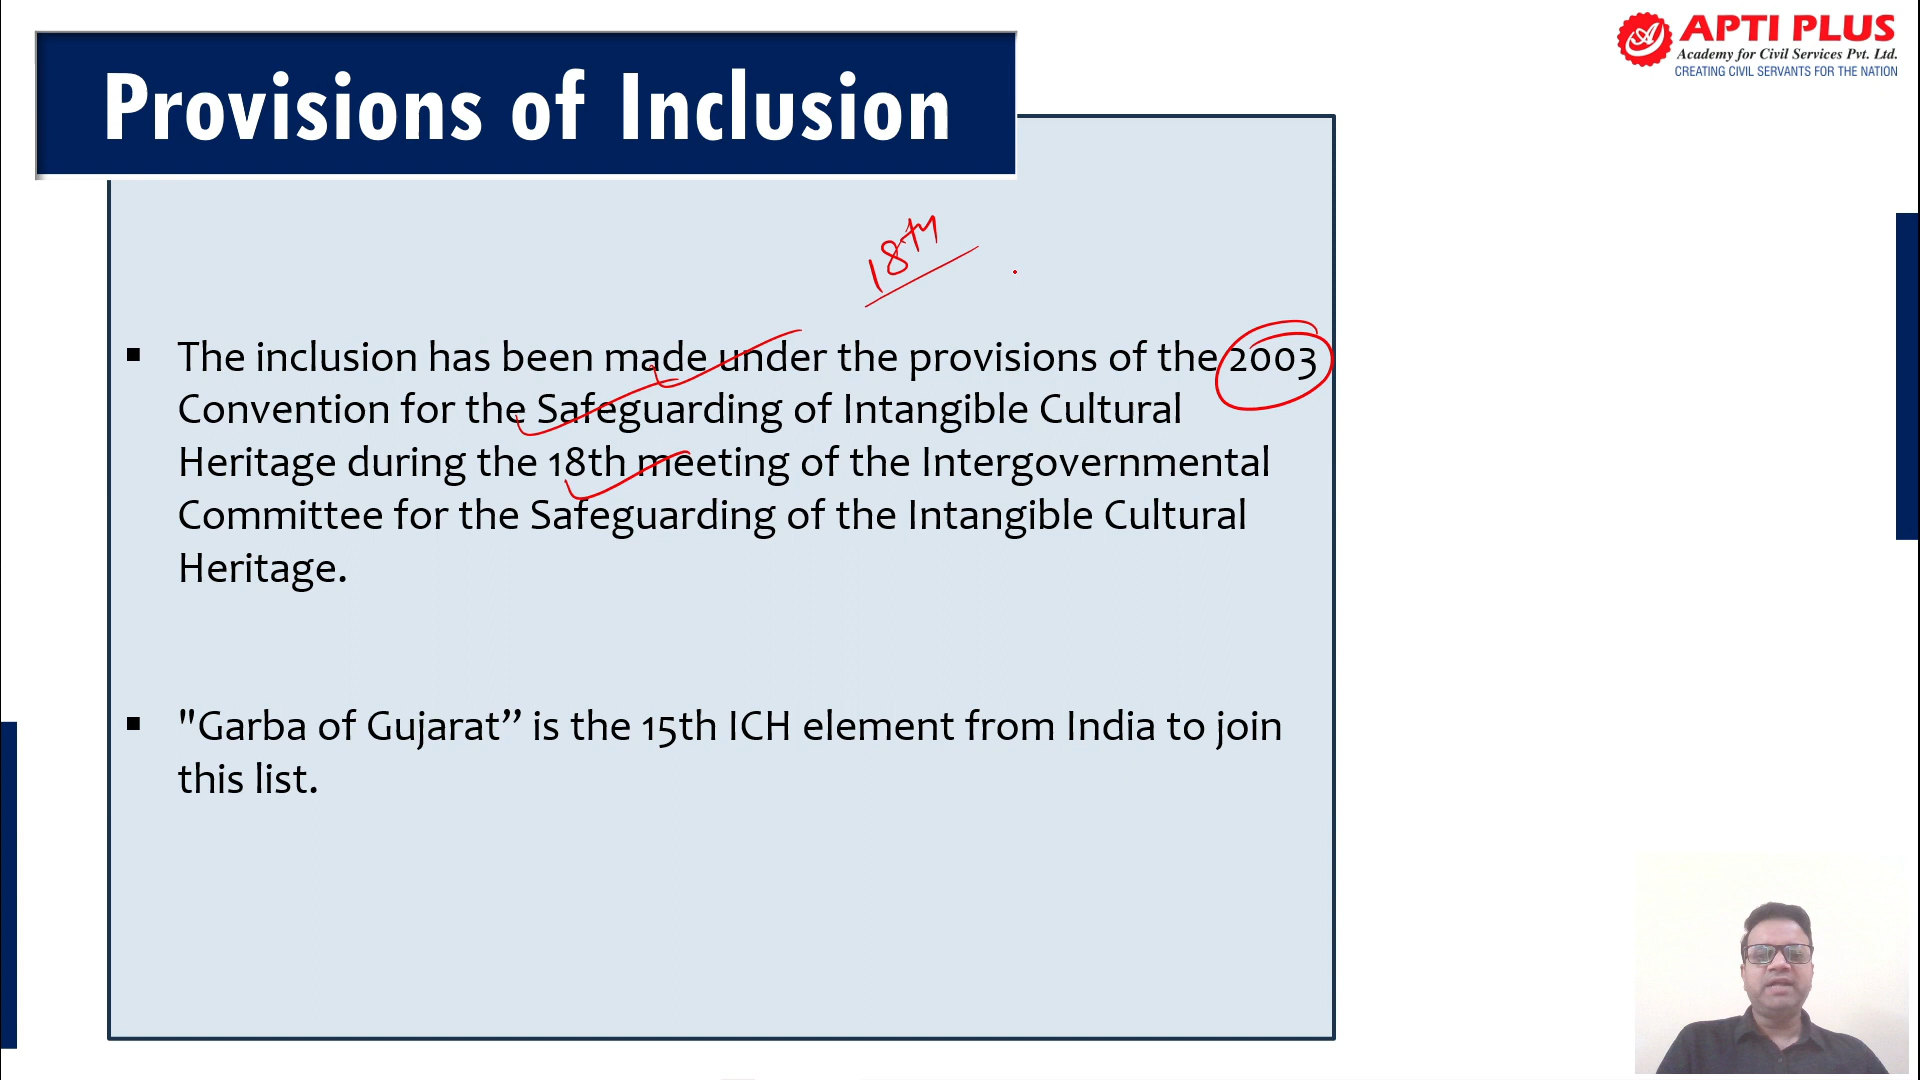 APTI PLUS
Academy for Civil Services Pvt. Ltd.
CREATING CIVIL SERVANTS FOR THE NATION
Provisions of Inclusion
18th
▪ The inclusion has been made under the provisions of the 2003
Convention for the Safeguarding of Intangible Cultural
Heritage during the 18th meeting of the Intergovernmental
Committee for the Safeguarding of the Intangible Cultural
Heritage.
▪ "Garba of Gujarat” is the 15th ICH element from India to join
this list.